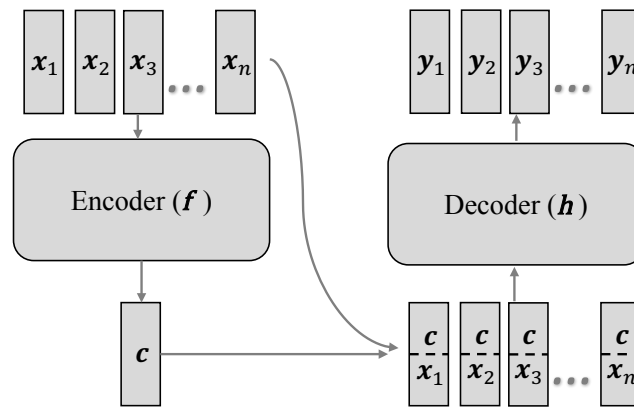 x1 x2 x3 ... xn
y1 y2 y3 ... yn
Encoder (f)
Decoder (h)
c
c c c c
x1 x2 x3 ... xn